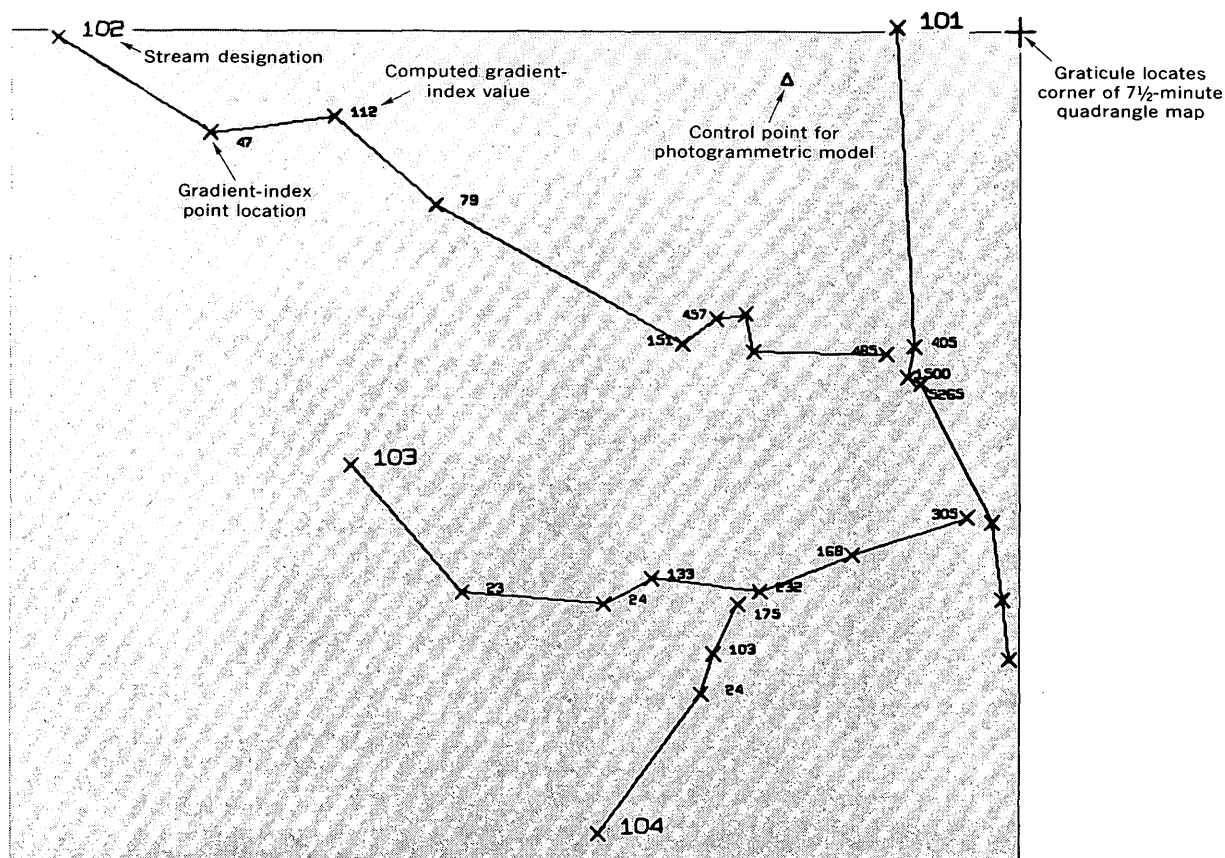 102
101
Stream designation
Computed gradient-
index value
Graticule locates
corner of 7½-minute
quadrangle map
112
47
Control point for
photogrammetric model
Gradient-index
point location
79
457
151
485
405
1500
5265
103
305
168
133
23
24
232
175
103
24
104